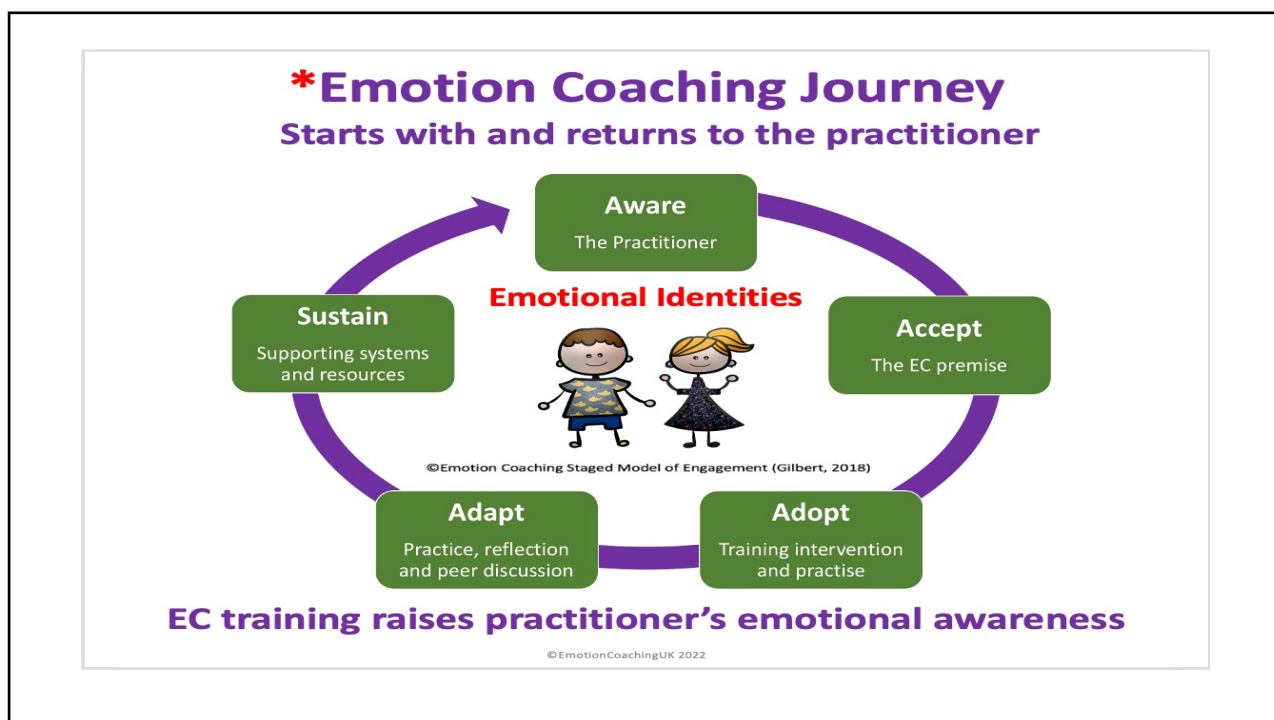 *Emotion Coaching Journey
Starts with and returns to the practitioner
Aware
The Practitioner
Accept
The EC premise
Adopt
Training intervention
and practise
Adapt
Practice, reflection
and peer discussion
Sustain
Supporting systems
and resources
Emotional Identities
©Emotion Coaching Staged Model of Engagement (Gilbert, 2018)
EC training raises practitioner’s emotional awareness
©EmotionCoachingUK 2022